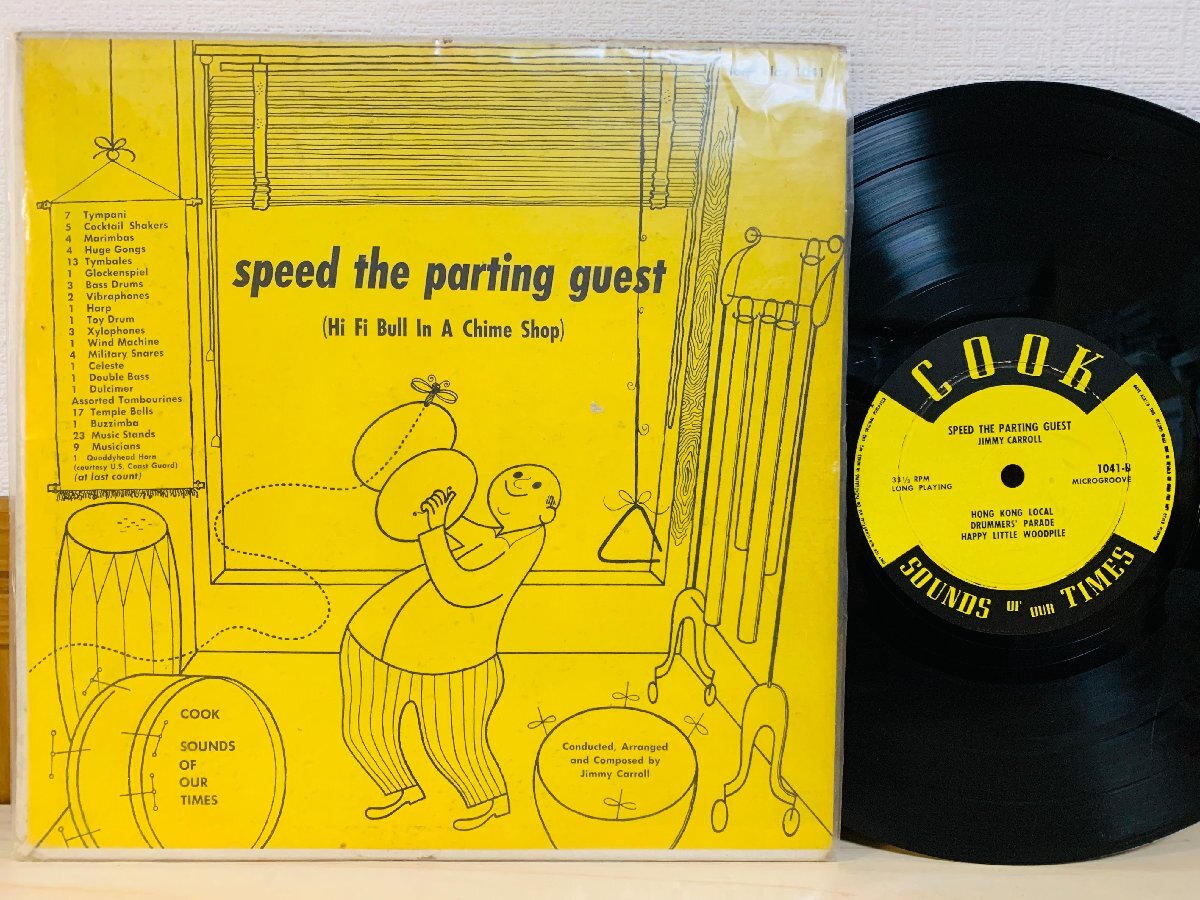 1041
7 Tympani
5 Cocktail Shakers
4 Marimbas
4 Huge Gongs
13 Tymbales
1 Glockenspiel
3 Bass Drums
2 Vibraphones
1 Harp
1 Toy Drum
3 Xylophones
1 Wind Machine
4 Military Snares
1 Celeste
1 Double Bass
1 Dulcimer
Assorted Tambourines
17 Temple Bells
1 Buzzimba
23 Music Stands
9 Musicians
1 Quoddyhead Horn
(courtesy U.S. Coast Guard)
(at last count)
speed the parting guest
(Hi Fi Bull In A Chime Shop)
COOK
SOUNDS
OF
OUR
TIMES
Conducted, Arranged
and Composed by
Jimmy Carroll
COOK
SPEED THE PARTING GUEST
JIMMY CARROLL
33⅓ RPM
LONG PLAYING
1041-B
MICROGROOVE
HONG KONG LOCAL
DRUMMERS' PARADE
HAPPY LITTLE WOODPILE
SOUNDS OF OUR TIMES